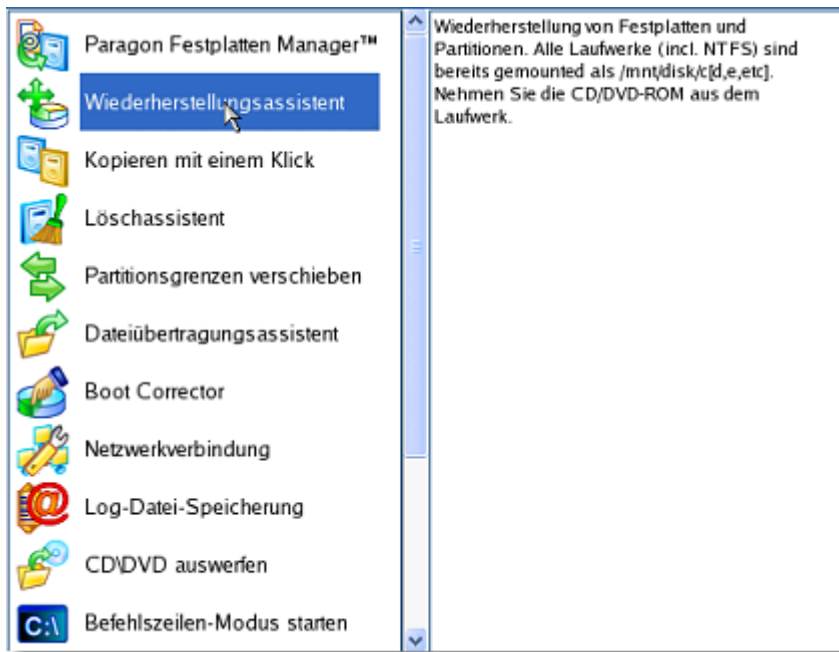 Paragon Festplatten Manager™
Wiederherstellungsassistent
Kopieren mit einem Klick
Löschassistent
Partitionsgrenzen verschieben
Dateiübertragungsassistent
Boot Corrector
Netzwerkverbindung
Log-Datei-Speicherung
CD\DVD auswerfen
C:\ Befehlszeilen-Modus starten
Wiederherstellung von Festplatten und
Partitionen. Alle Laufwerke (incl. NTFS) sind
bereits gemounted als /mnt/disk/c[d,e,etc].
Nehmen Sie die CD/DVD-ROM aus dem
Laufwerk.